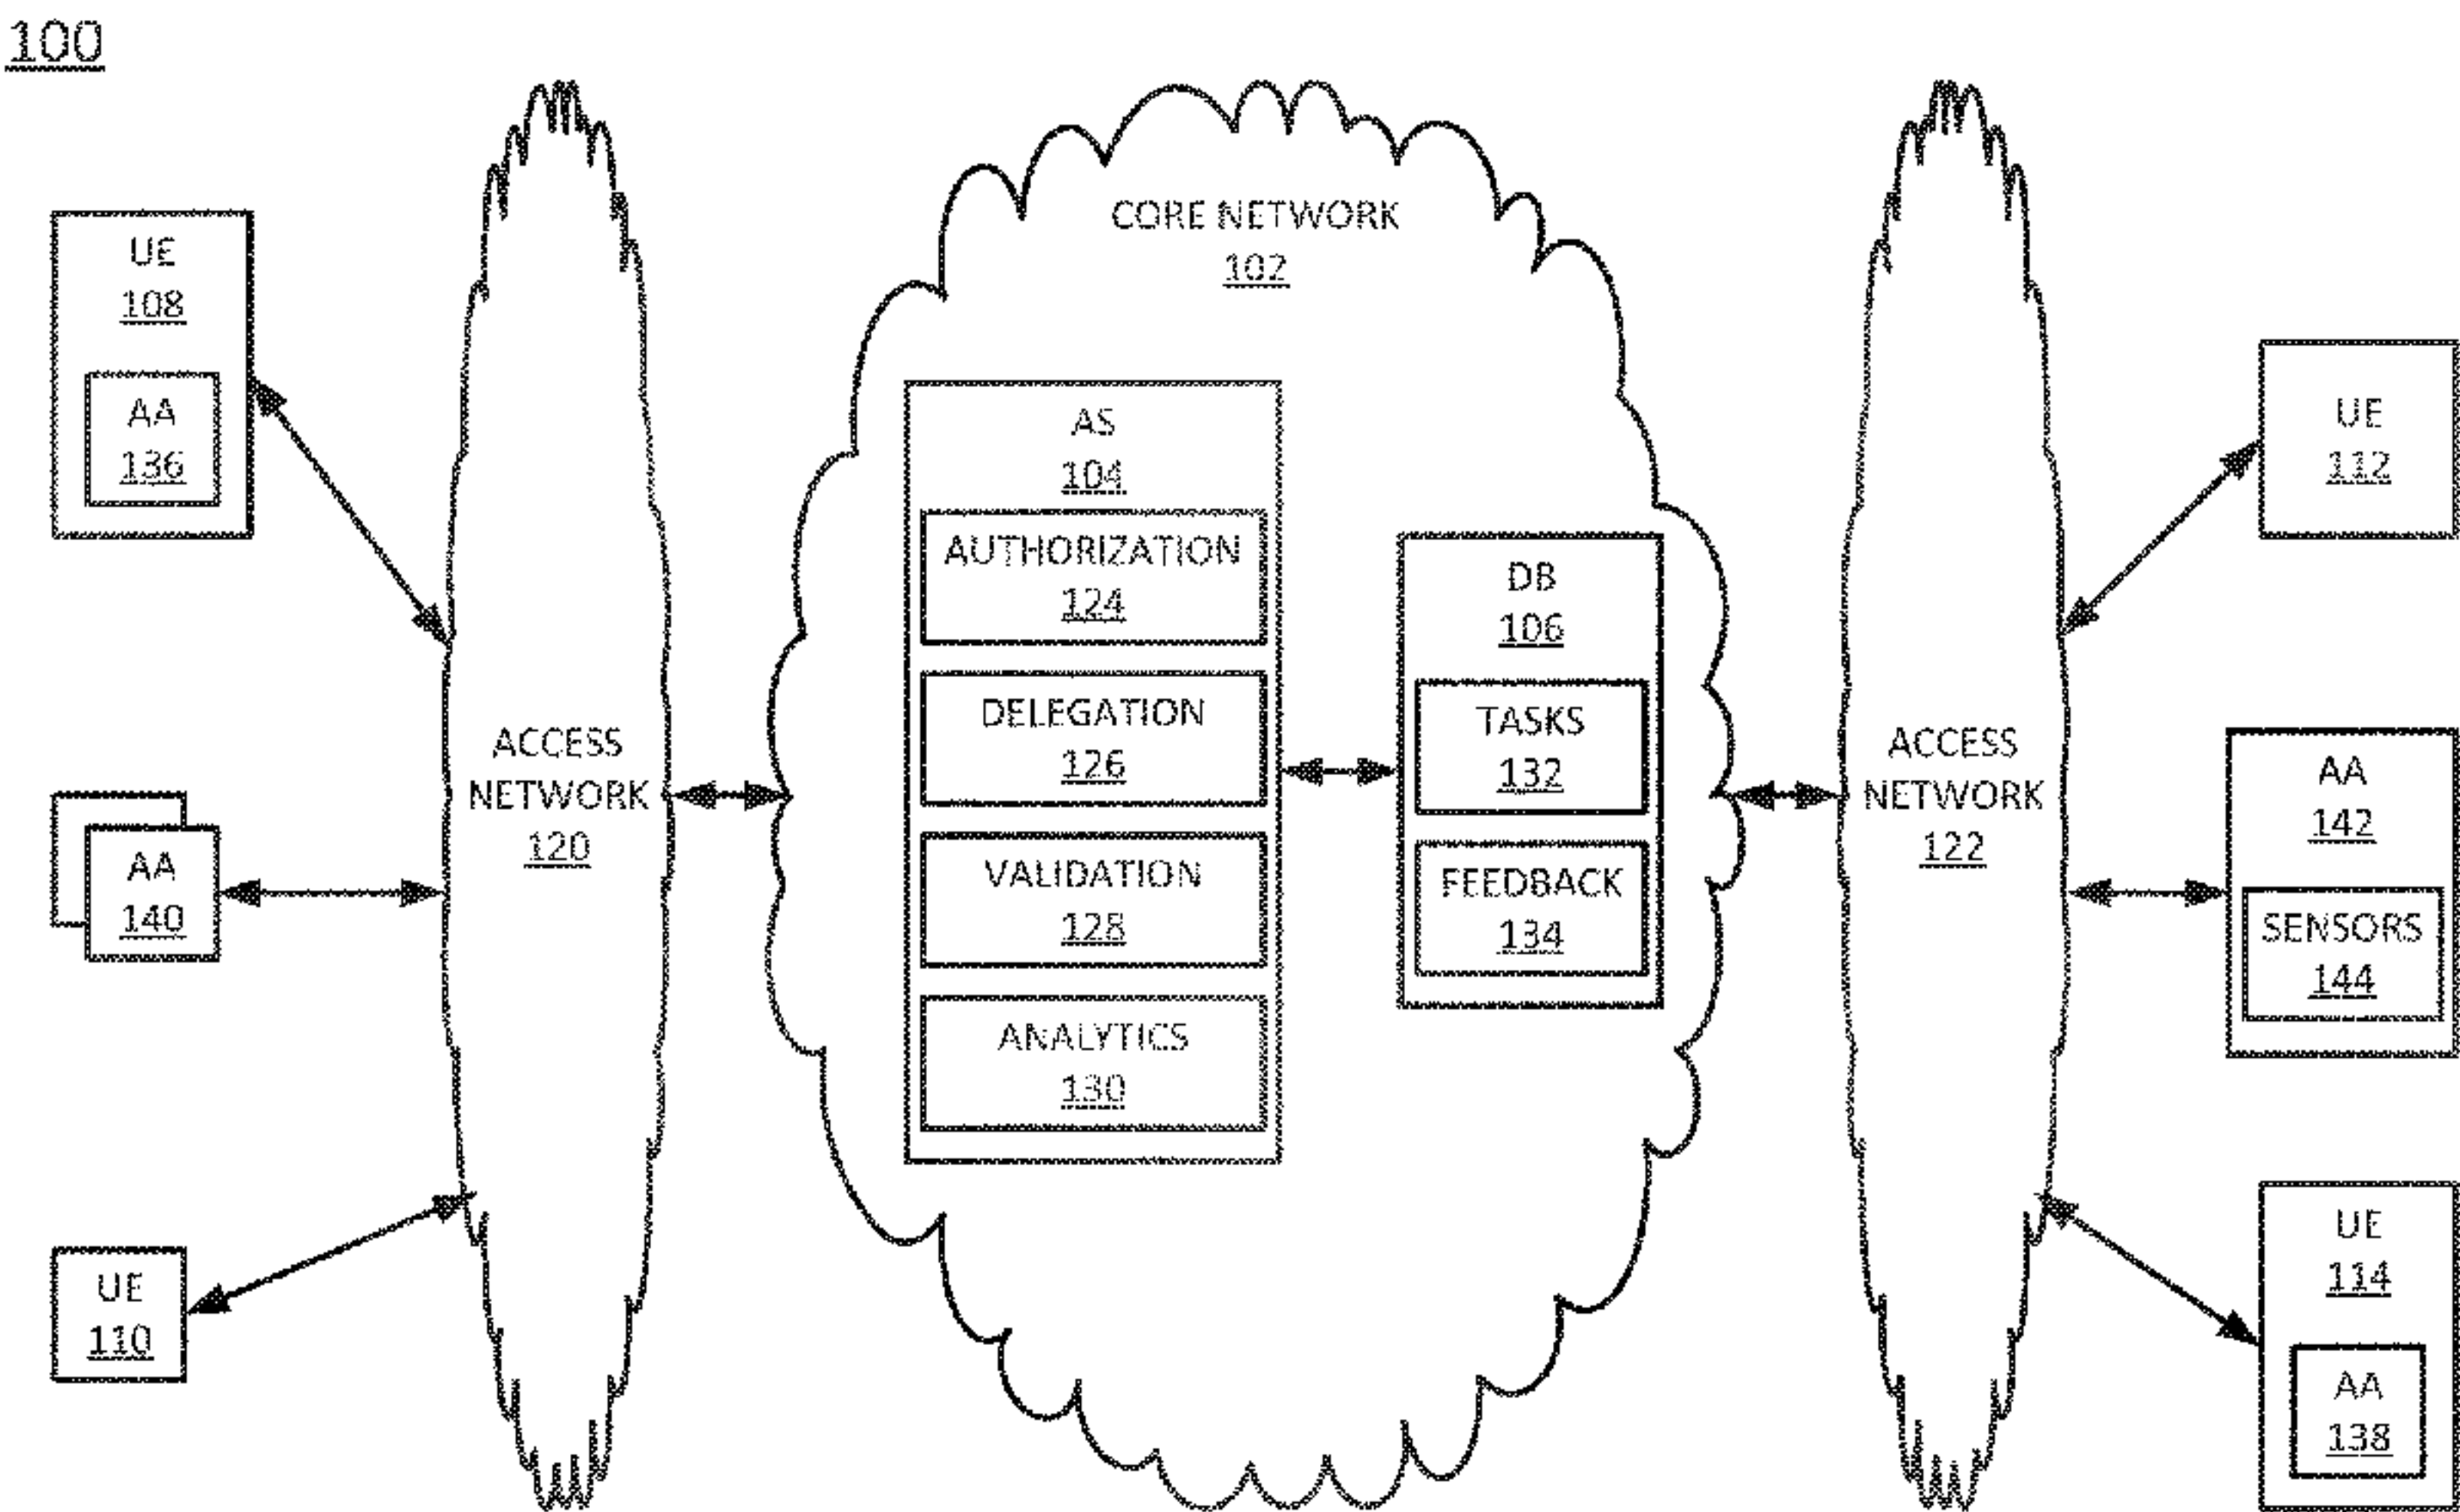 100
UE
108
AA
136
AA
140
UE
110
ACCESS
NETWORK
120
CORE NETWORK
102
AS
104
AUTHORIZATION
124
DELEGATION
126
VALIDATION
128
ANALYTICS
130
DB
106
TASKS
132
FEEDBACK
134
ACCESS
NETWORK
122
UE
112
AA
142
SENSORS
144
UE
114
AA
138